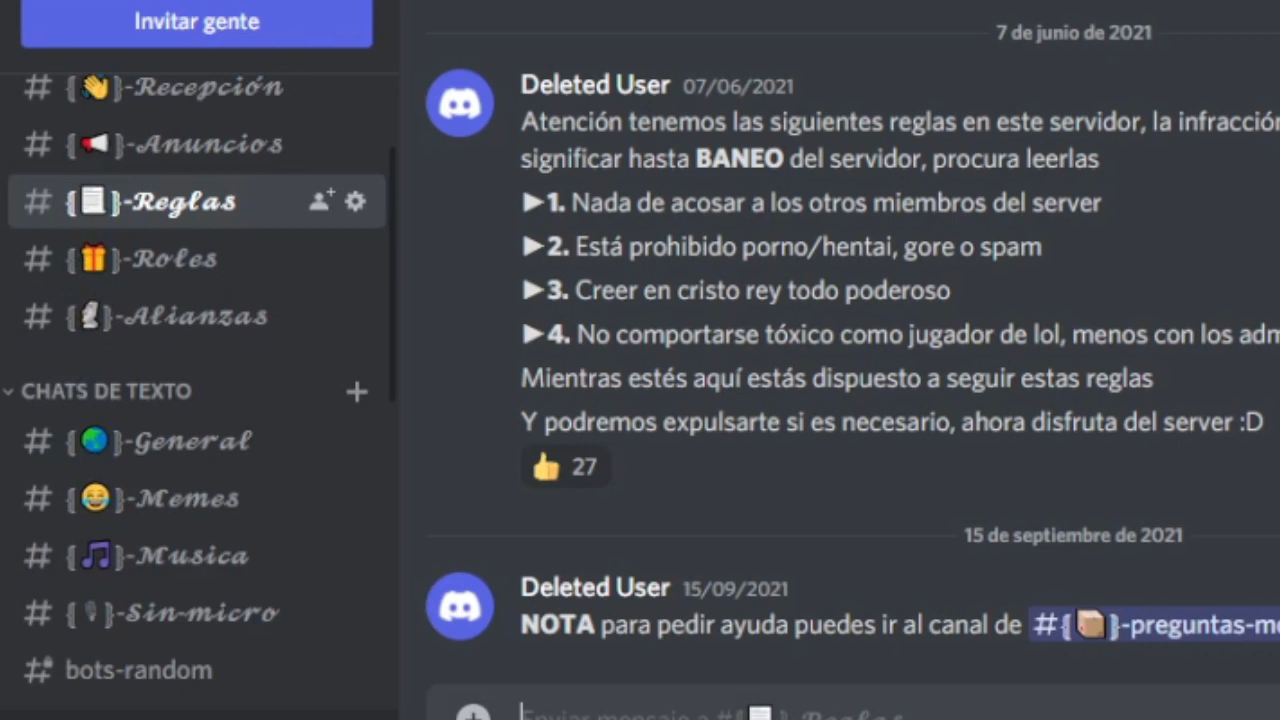 Invitar gente
# {👋}-Recepción
# {📢}-Anuncios
# {📃}-Reglas
# {🎁}-Roles
# {🗿}-Alianzas
CHATS DE TEXTO
# {🌏}-General
# {😂}-Memes
# {🎵}-Musica
# {🎙}-Sin-micro
# bots-random
7 de junio de 2021
Deleted User 07/06/2021
Atención tenemos las siguientes reglas en este servidor, la infracción
significar hasta BANEO del servidor, procura leerlas
►1. Nada de acosar a los otros miembros del server
►2. Está prohibido porno/hentai, gore o spam
►3. Creer en cristo rey todo poderoso
►4. No comportarse tóxico como jugador de lol, menos con los adm
Mientras estés aquí estás dispuesto a seguir estas reglas
Y podremos expulsarte si es necesario, ahora disfruta del server :D
👍 27
15 de septiembre de 2021
Deleted User 15/09/2021
NOTA para pedir ayuda puedes ir al canal de #{📦}-preguntas-me
Enviar mensaje a #{📃}-Reglas